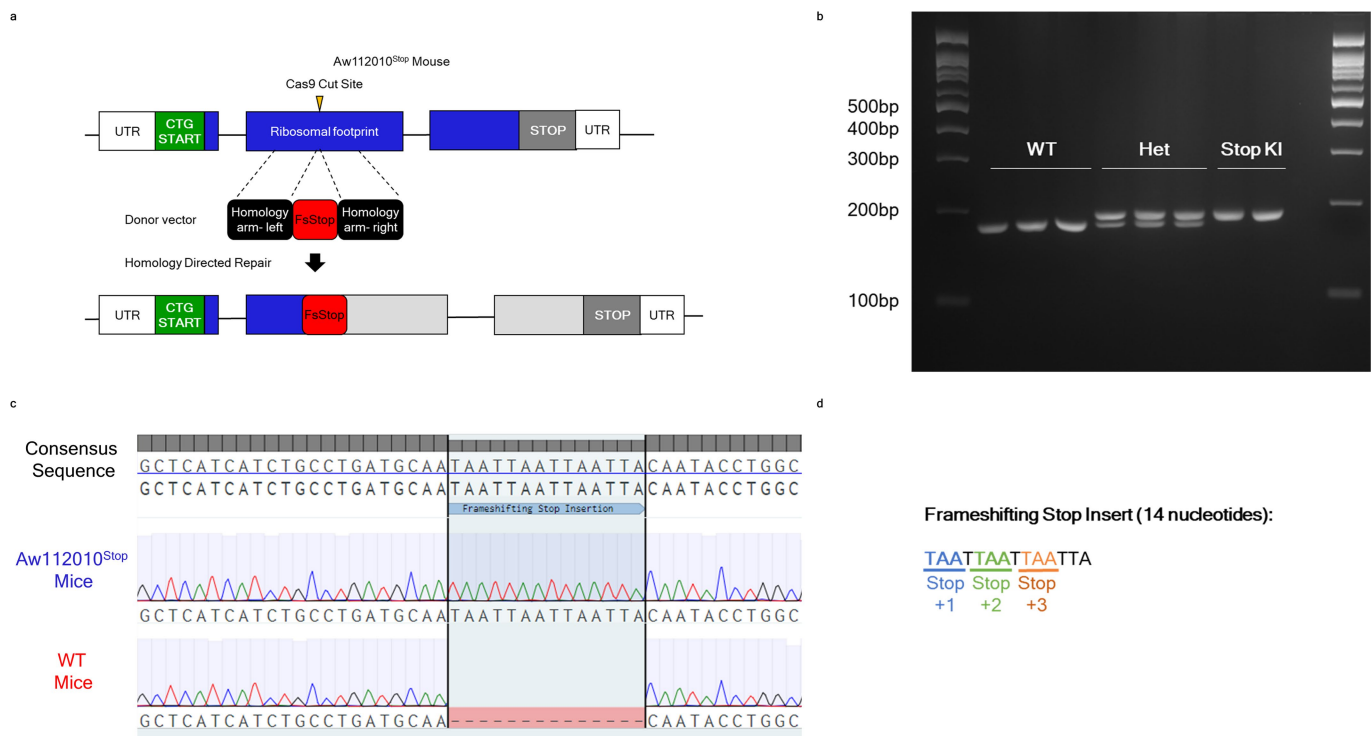 a
Aw112010Stop Mouse
Cas9 Cut Site
UTR
CTG
START
Ribosomal footprint
STOP
UTR
Donor vector
Homology
arm- left
FsStop
Homology
arm- right
Homology Directed Repair
UTR
CTG
START
FsStop
STOP
UTR
b
500bp
400bp
300bp
200bp
100bp
WT
Het
Stop KI
c
Consensus
Sequence
GCTCATCATCTGCCTGATGCAATAATTAATTAATTACAATACCTGGC
GCTCATCATCTGCCTGATGCAATAATTAATTAATTACAATACCTGGC
Frameshifting Stop Insertion
Aw112010Stop
Mice
GCTCATCATCTGCCTGATGCAATAATTAATTAATTACAATACCTGGC
WT
Mice
GCTCATCATCTGCCTGATGCAA--------------CAATACCTGGC
d
Frameshifting Stop Insert (14 nucleotides):
TAATTAATTAATTA
Stop Stop Stop
+1 +2 +3